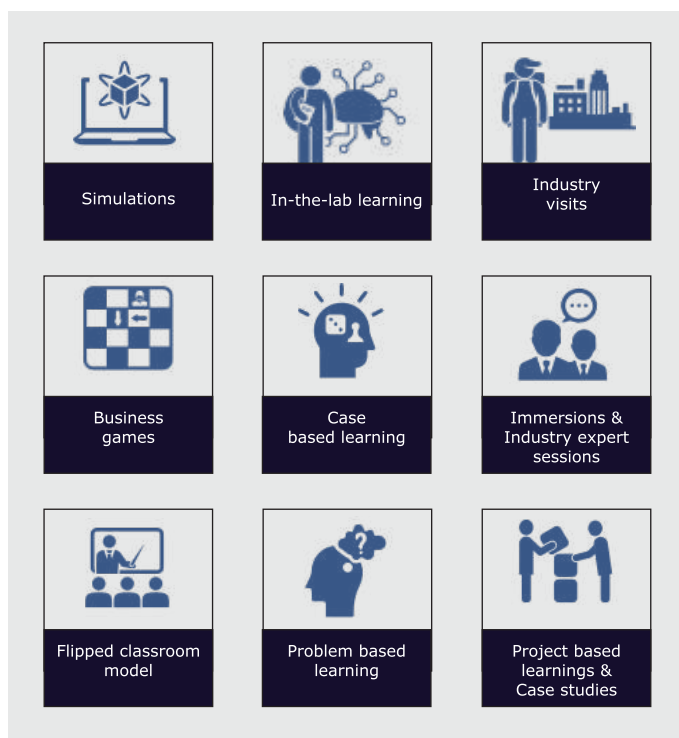 Simulations
In-the-lab learning
Industry
visits
Business
games
Case
based learning
Immersions &
Industry expert
sessions
Flipped classroom
model
Problem based
learning
Project based
learnings &
Case studies